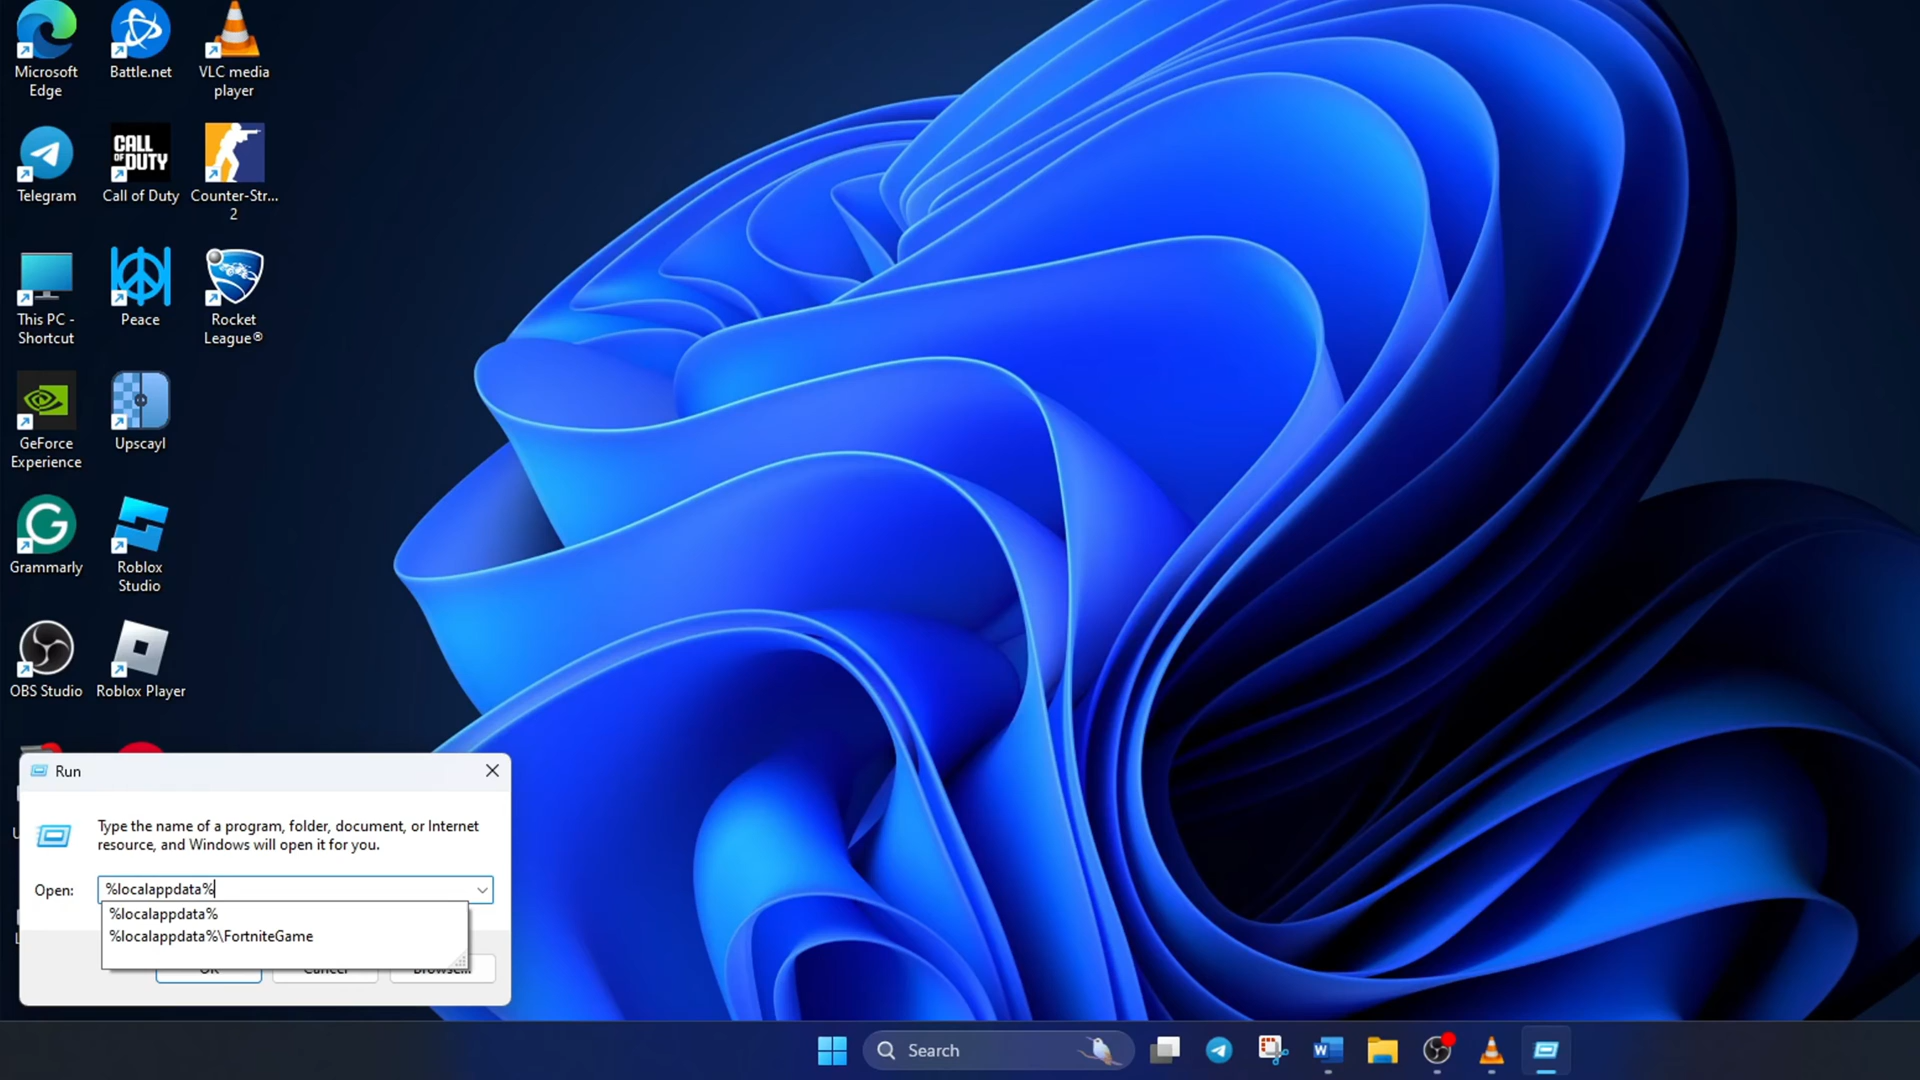 Microsoft
Edge
Battle.net
VLC media
player
Telegram
CALL
OF DUTY
Call of Duty
Counter-Str...
2
This PC -
Shortcut
Peace
Rocket
League®
GeForce
Experience
Upscayl
Grammarly
Roblox
Studio
OBS Studio
Roblox Player
Run
Type the name of a program, folder, document, or Internet
resource, and Windows will open it for you.
Open:
%localappdata%
%localappdata%
%localappdata%\FortniteGame
OK
Cancel
Browse...
Search